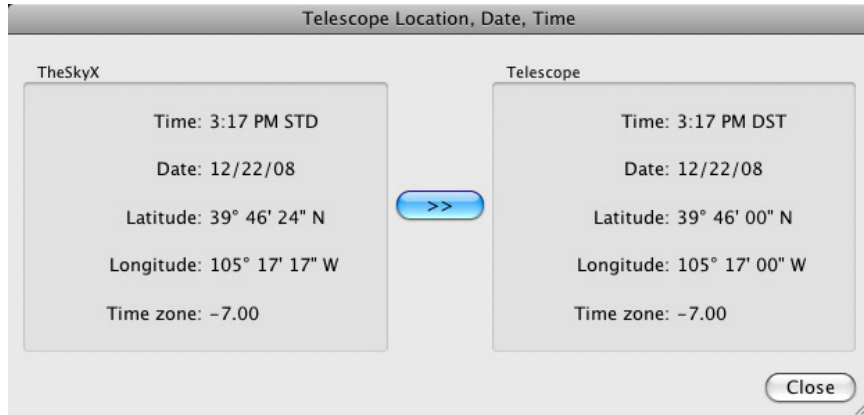 Telescope Location, Date, Time
TheSkyX
Time: 3:17 PM STD
Date: 12/22/08
Latitude: 39° 46' 24" N
Longitude: 105° 17' 17" W
Time zone: -7.00
>>
Telescope
Time: 3:17 PM DST
Date: 12/22/08
Latitude: 39° 46' 00" N
Longitude: 105° 17' 00" W
Time zone: -7.00
Close